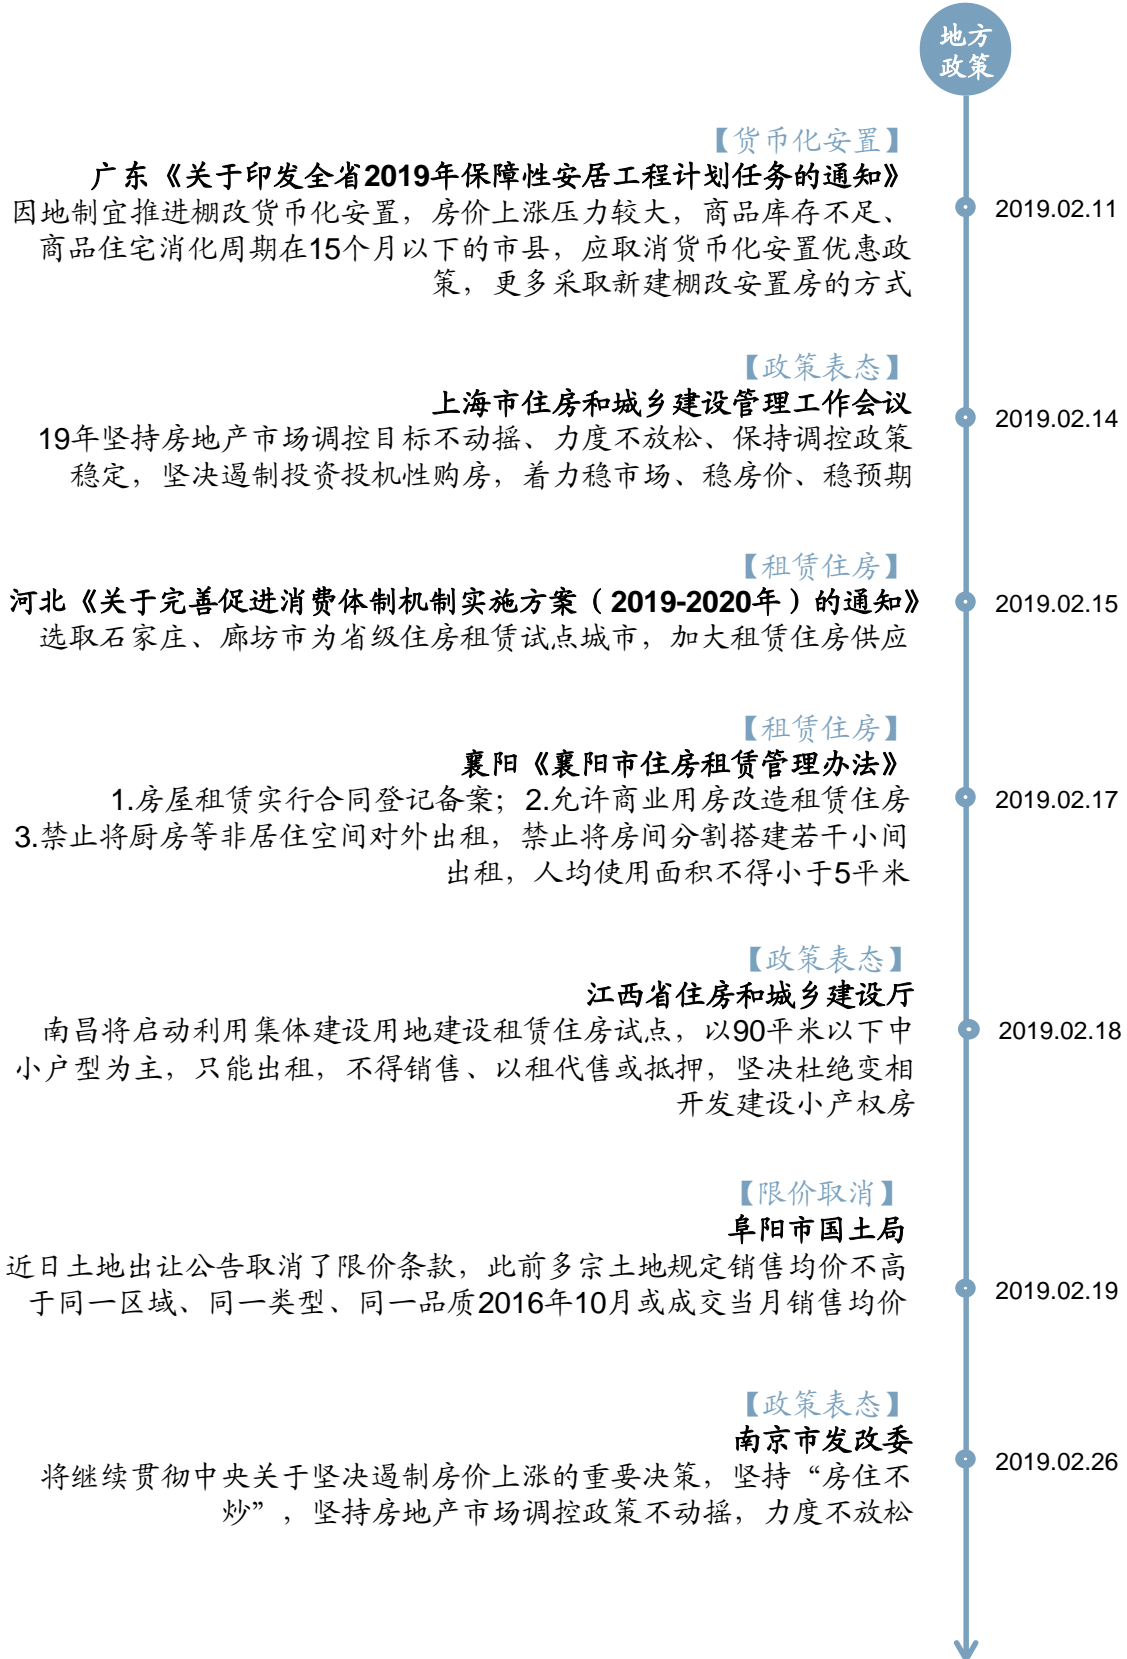 地方
政策
【货币化安置】
广东《关于印发全省2019年保障性安居工程计划任务的通知》
因地制宜推进棚改货币化安置，房价上涨压力较大，商品库存不足、
商品住宅消化周期在15个月以下的市县，应取消货币化安置优惠政
策，更多采取新建棚改安置房的方式
2019.02.11
【政策表态】
上海市住房和城乡建设管理工作会议
19年坚持房地产市场调控目标不动摇、力度不放松、保持调控政策
稳定，坚决遏制投资投机性购房，着力稳市场、稳房价、稳预期
2019.02.14
【租赁住房】
河北《关于完善促进消费体制机制实施方案（2019-2020年）的通知》
选取石家庄、廊坊市为省级住房租赁试点城市，加大租赁住房供应
2019.02.15
【租赁住房】
襄阳《襄阳市住房租赁管理办法》
1.房屋租赁实行合同登记备案；2.允许商业用房改造租赁住房
3.禁止将厨房等非居住空间对外出租，禁止将房间分割搭建若干小间
出租，人均使用面积不得小于5平米
2019.02.17
【政策表态】
江西省住房和城乡建设厅
南昌将启动利用集体建设用地建设租赁住房试点，以90平米以下中
小户型为主，只能出租，不得销售、以租代售或抵押，坚决杜绝变相
开发建设小产权房
2019.02.18
【限价取消】
阜阳市国土局
近日土地出让公告取消了限价条款，此前多宗土地规定销售均价不高
于同一区域、同一类型、同一品质2016年10月或成交当月销售均价
2019.02.19
【政策表态】
南京市发改委
将继续贯彻中央关于坚决遏制房价上涨的重要决策，坚持“房住不
炒”，坚持房地产市场调控政策不动摇，力度不放松
2019.02.26